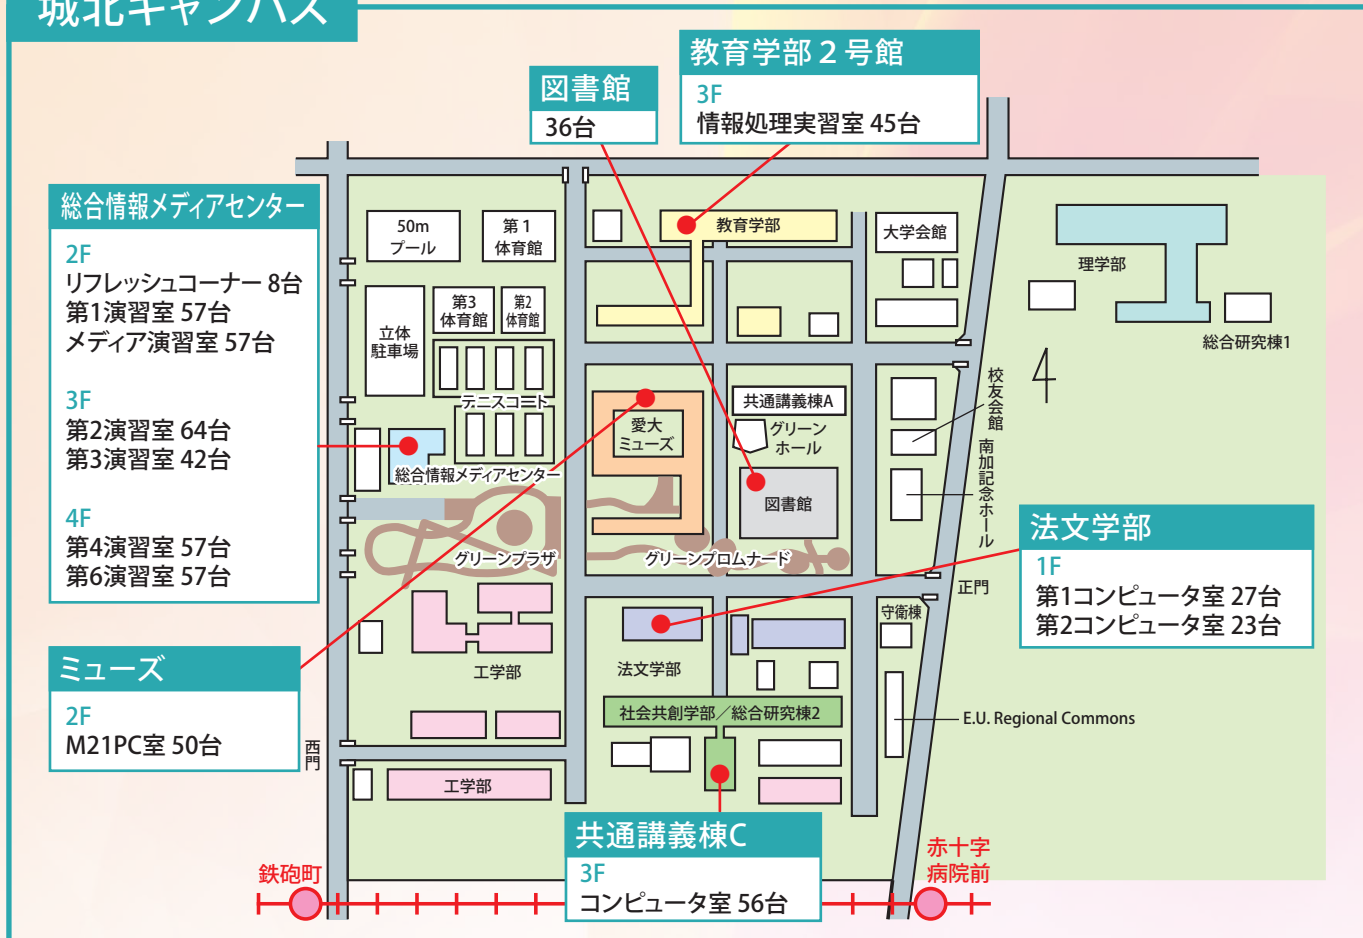 城北キャンパス
教育学部２号館
3F
情報処理実習室 45台
図書館
36台
総合情報メディアセンター
2F
リフレッシュコーナー 8台
第1演習室 57台
メディア演習室 57台
3F
第2演習室 64台
第3演習室 42台
4F
第4演習室 57台
第6演習室 57台
ミューズ
2F
M21PC室 50台
法文学部
1F
第1コンピュータ室 27台
第2コンピュータ室 23台
共通講義棟C
3F
コンピュータ室 56台
50m
プール
第１
体育館
教育学部
大学会館
理学部
総合研究棟1
立体
駐車場
第3
体育館
第2
体育館
テニスコート
愛大
ミューズ
共通講義棟A
グリーン
ホール
校友会館
南加記念ホール
総合情報メディアセンター
図書館
グリーンプラザ
グリーンプロムナード
正門
守衛棟
工学部
法文学部
社会共創学部／総合研究棟2
E.U. Regional Commons
西門
工学部
鉄砲町
赤十字
病院前